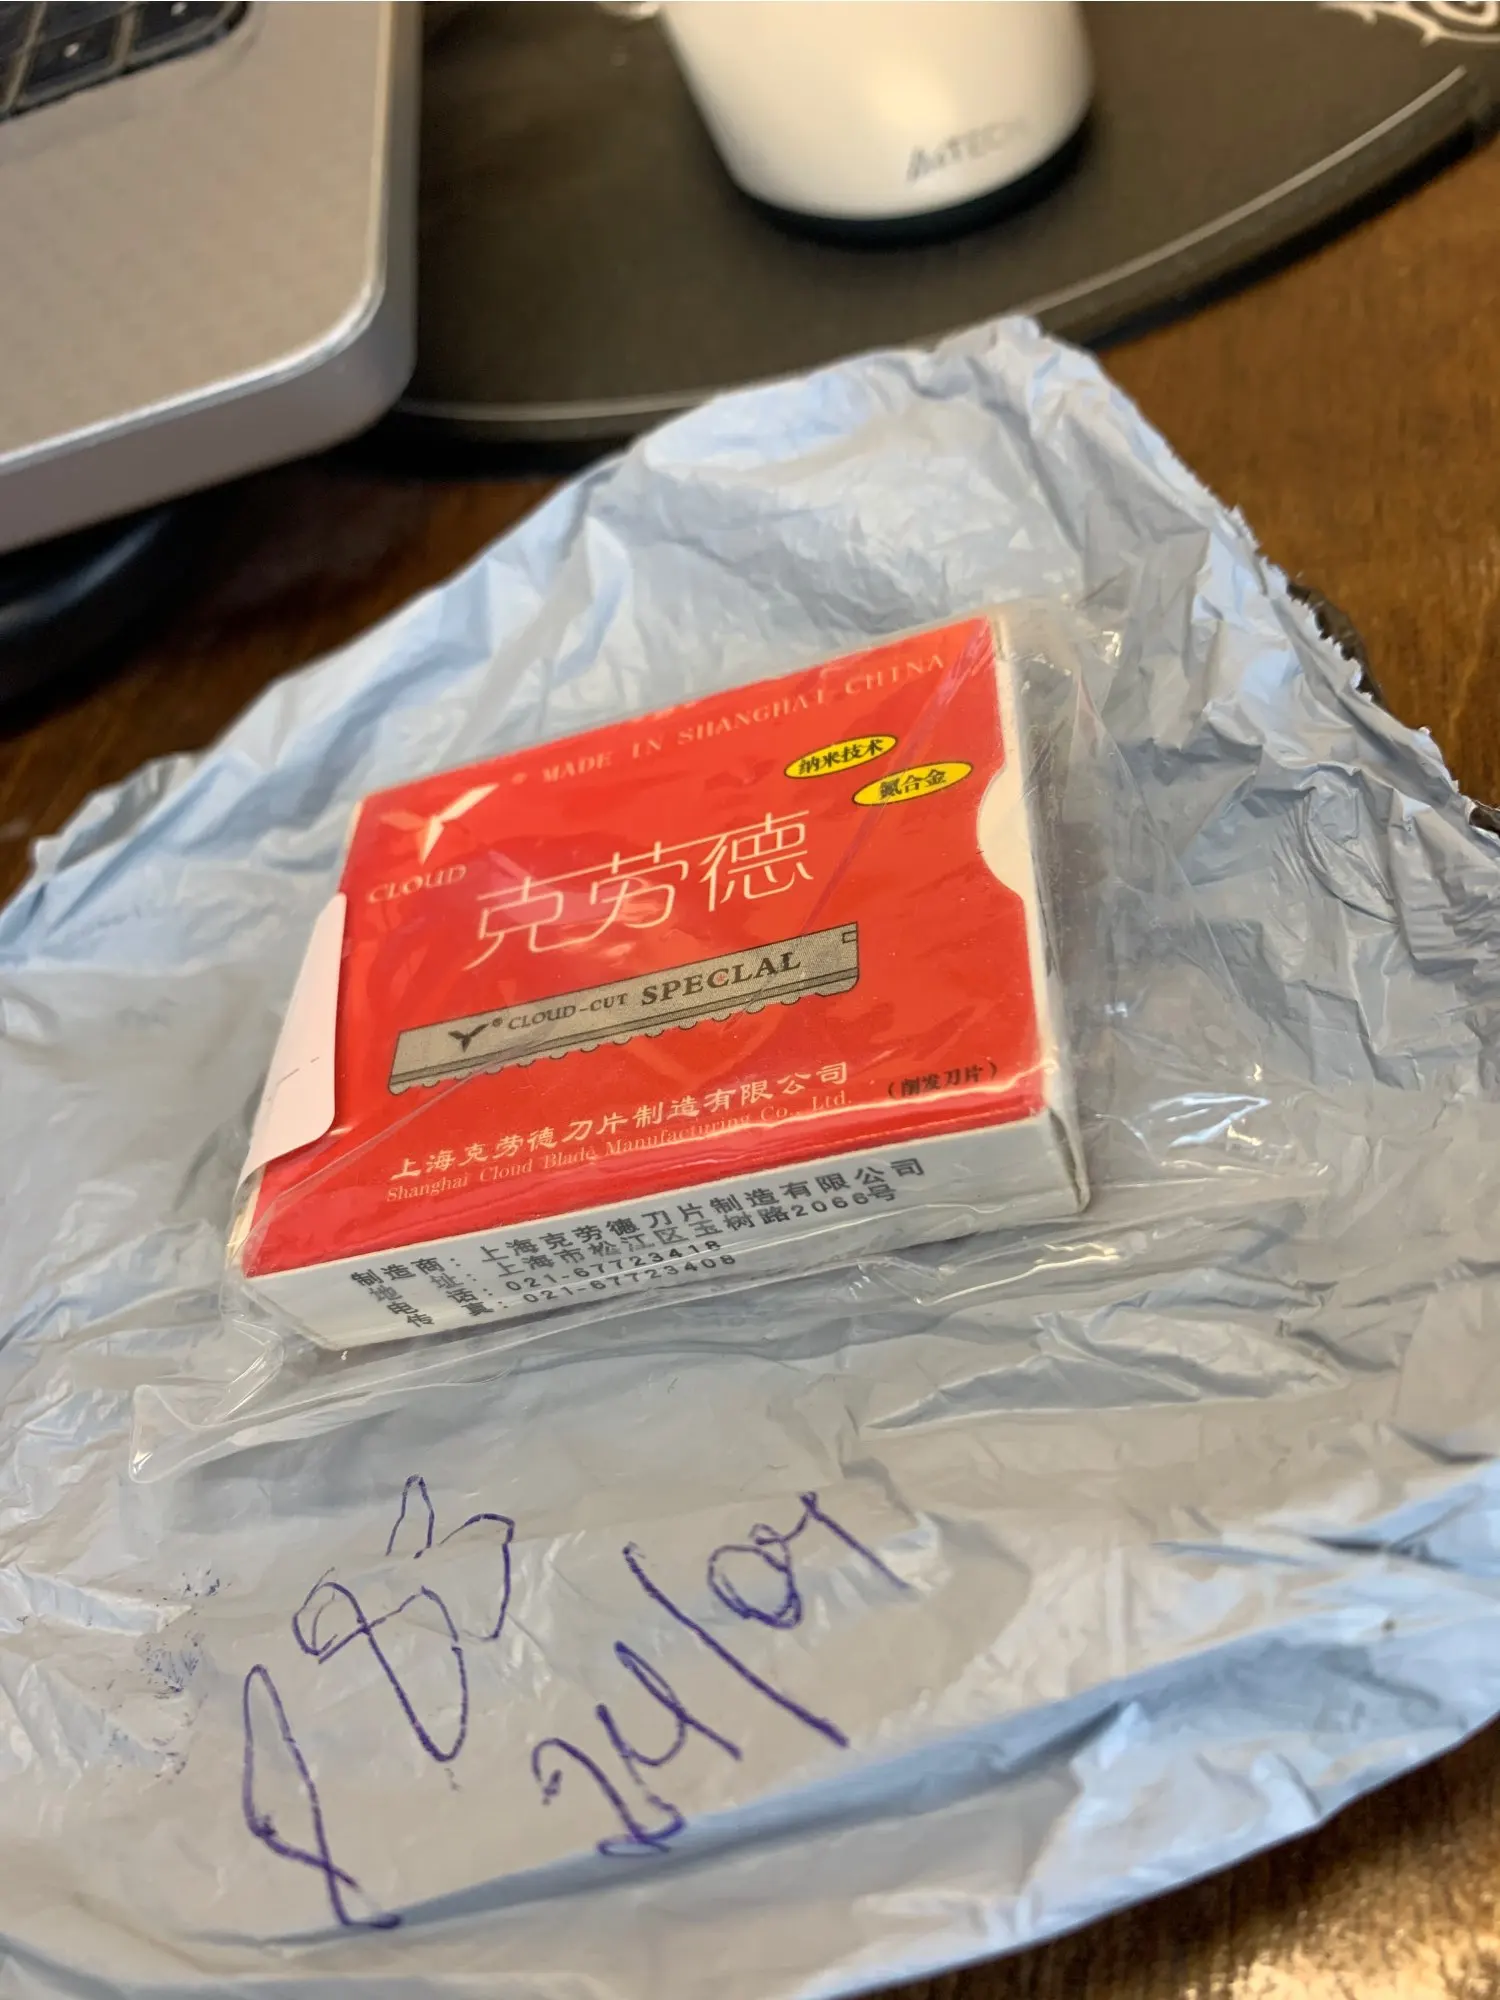 ® MADE IN SHANGHAI CHINA
纳米技术
氮合金
CLOUD
克劳德
® CLOUD-CUT SPECLAL
上海克劳德刀片制造有限公司
(削发刀片)
Shanghai Cloud Blade Manufacturing Co., Ltd.
制造商:上海克劳德刀片制造有限公司
地 址:上海市松江区玉树路2066号
电 话:021-67723418
传 真:021-67723408